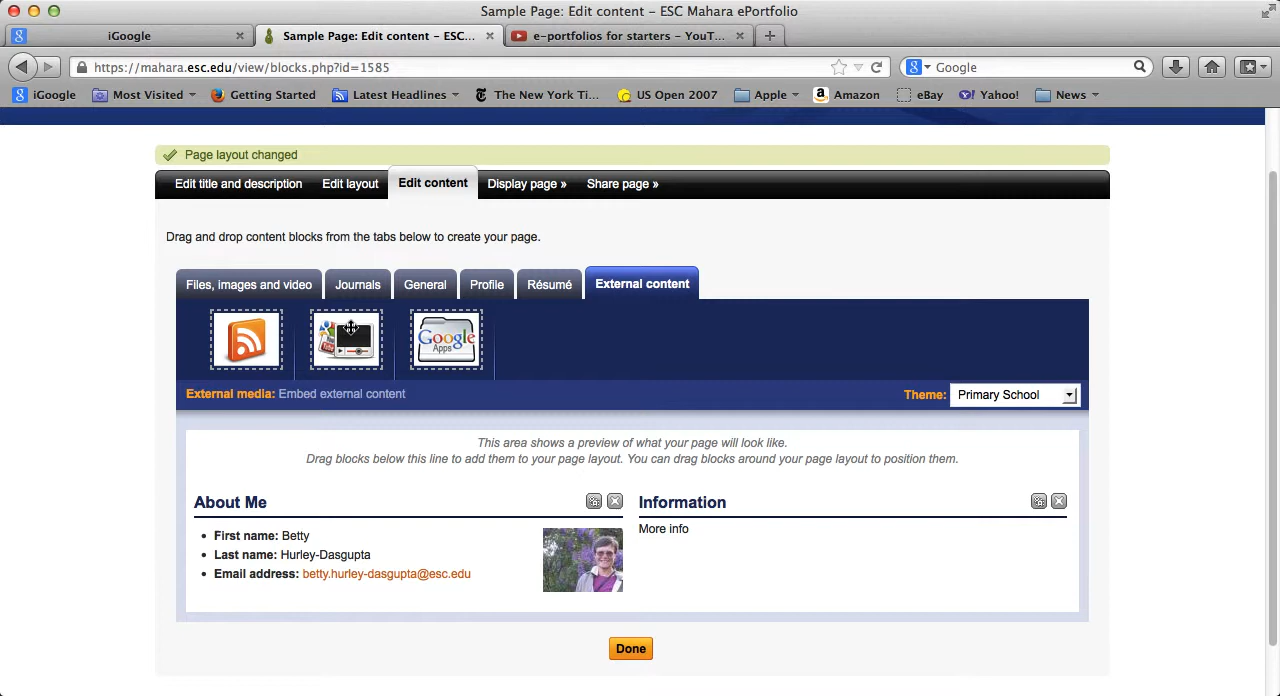 Sample Page: Edit content – ESC Mahara ePortfolio
iGoogle
Sample Page: Edit content – ESC...
e-portfolios for starters – YouT...
https://mahara.esc.edu/view/blocks.php?id=1585
Google
iGoogle
Most Visited
Getting Started
Latest Headlines
The New York Ti...
US Open 2007
Apple
Amazon
eBay
Yahoo!
News
Page layout changed
Edit title and description
Edit layout
Edit content
Display page »
Share page »
Drag and drop content blocks from the tabs below to create your page.
Files, images and video
Journals
General
Profile
Résumé
External content
Google
Apps
External media: Embed external content
Theme: Primary School
This area shows a preview of what your page will look like.
Drag blocks below this line to add them to your page layout. You can drag blocks around your page layout to position them.
About Me
First name: Betty
Last name: Hurley-Dasgupta
Email address: betty.hurley-dasgupta@esc.edu
Information
More info
Done